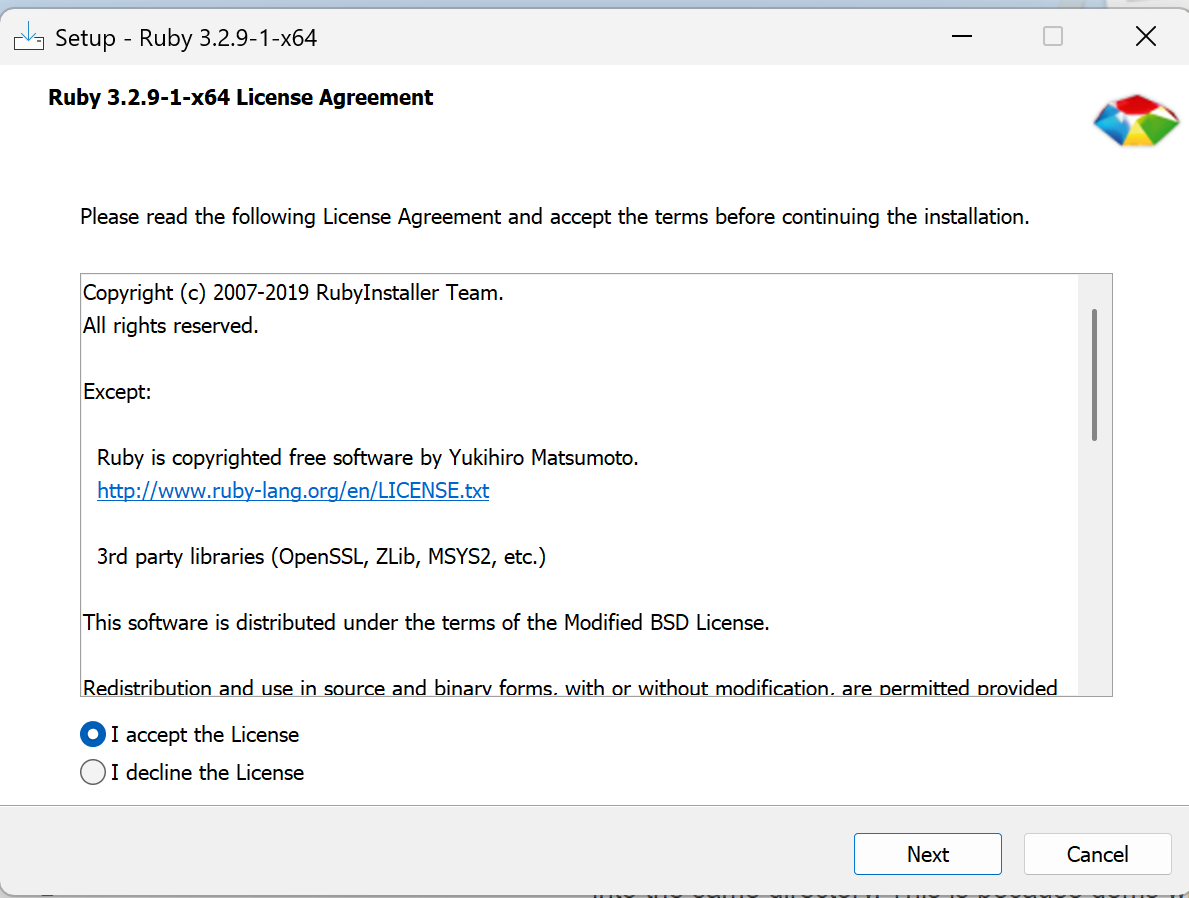 Setup - Ruby 3.2.9-1-x64
Ruby 3.2.9-1-x64 License Agreement
Please read the following License Agreement and accept the terms before continuing the installation.
Copyright (c) 2007-2019 RubyInstaller Team.
All rights reserved.
Except:
Ruby is copyrighted free software by Yukihiro Matsumoto.
http://www.ruby-lang.org/en/LICENSE.txt
3rd party libraries (OpenSSL, ZLib, MSYS2, etc.)
This software is distributed under the terms of the Modified BSD License.
Redistribution and use in source and binary forms, with or without modification, are permitted provided
I accept the License
I decline the License
Next
Cancel
into the same directory. This is because